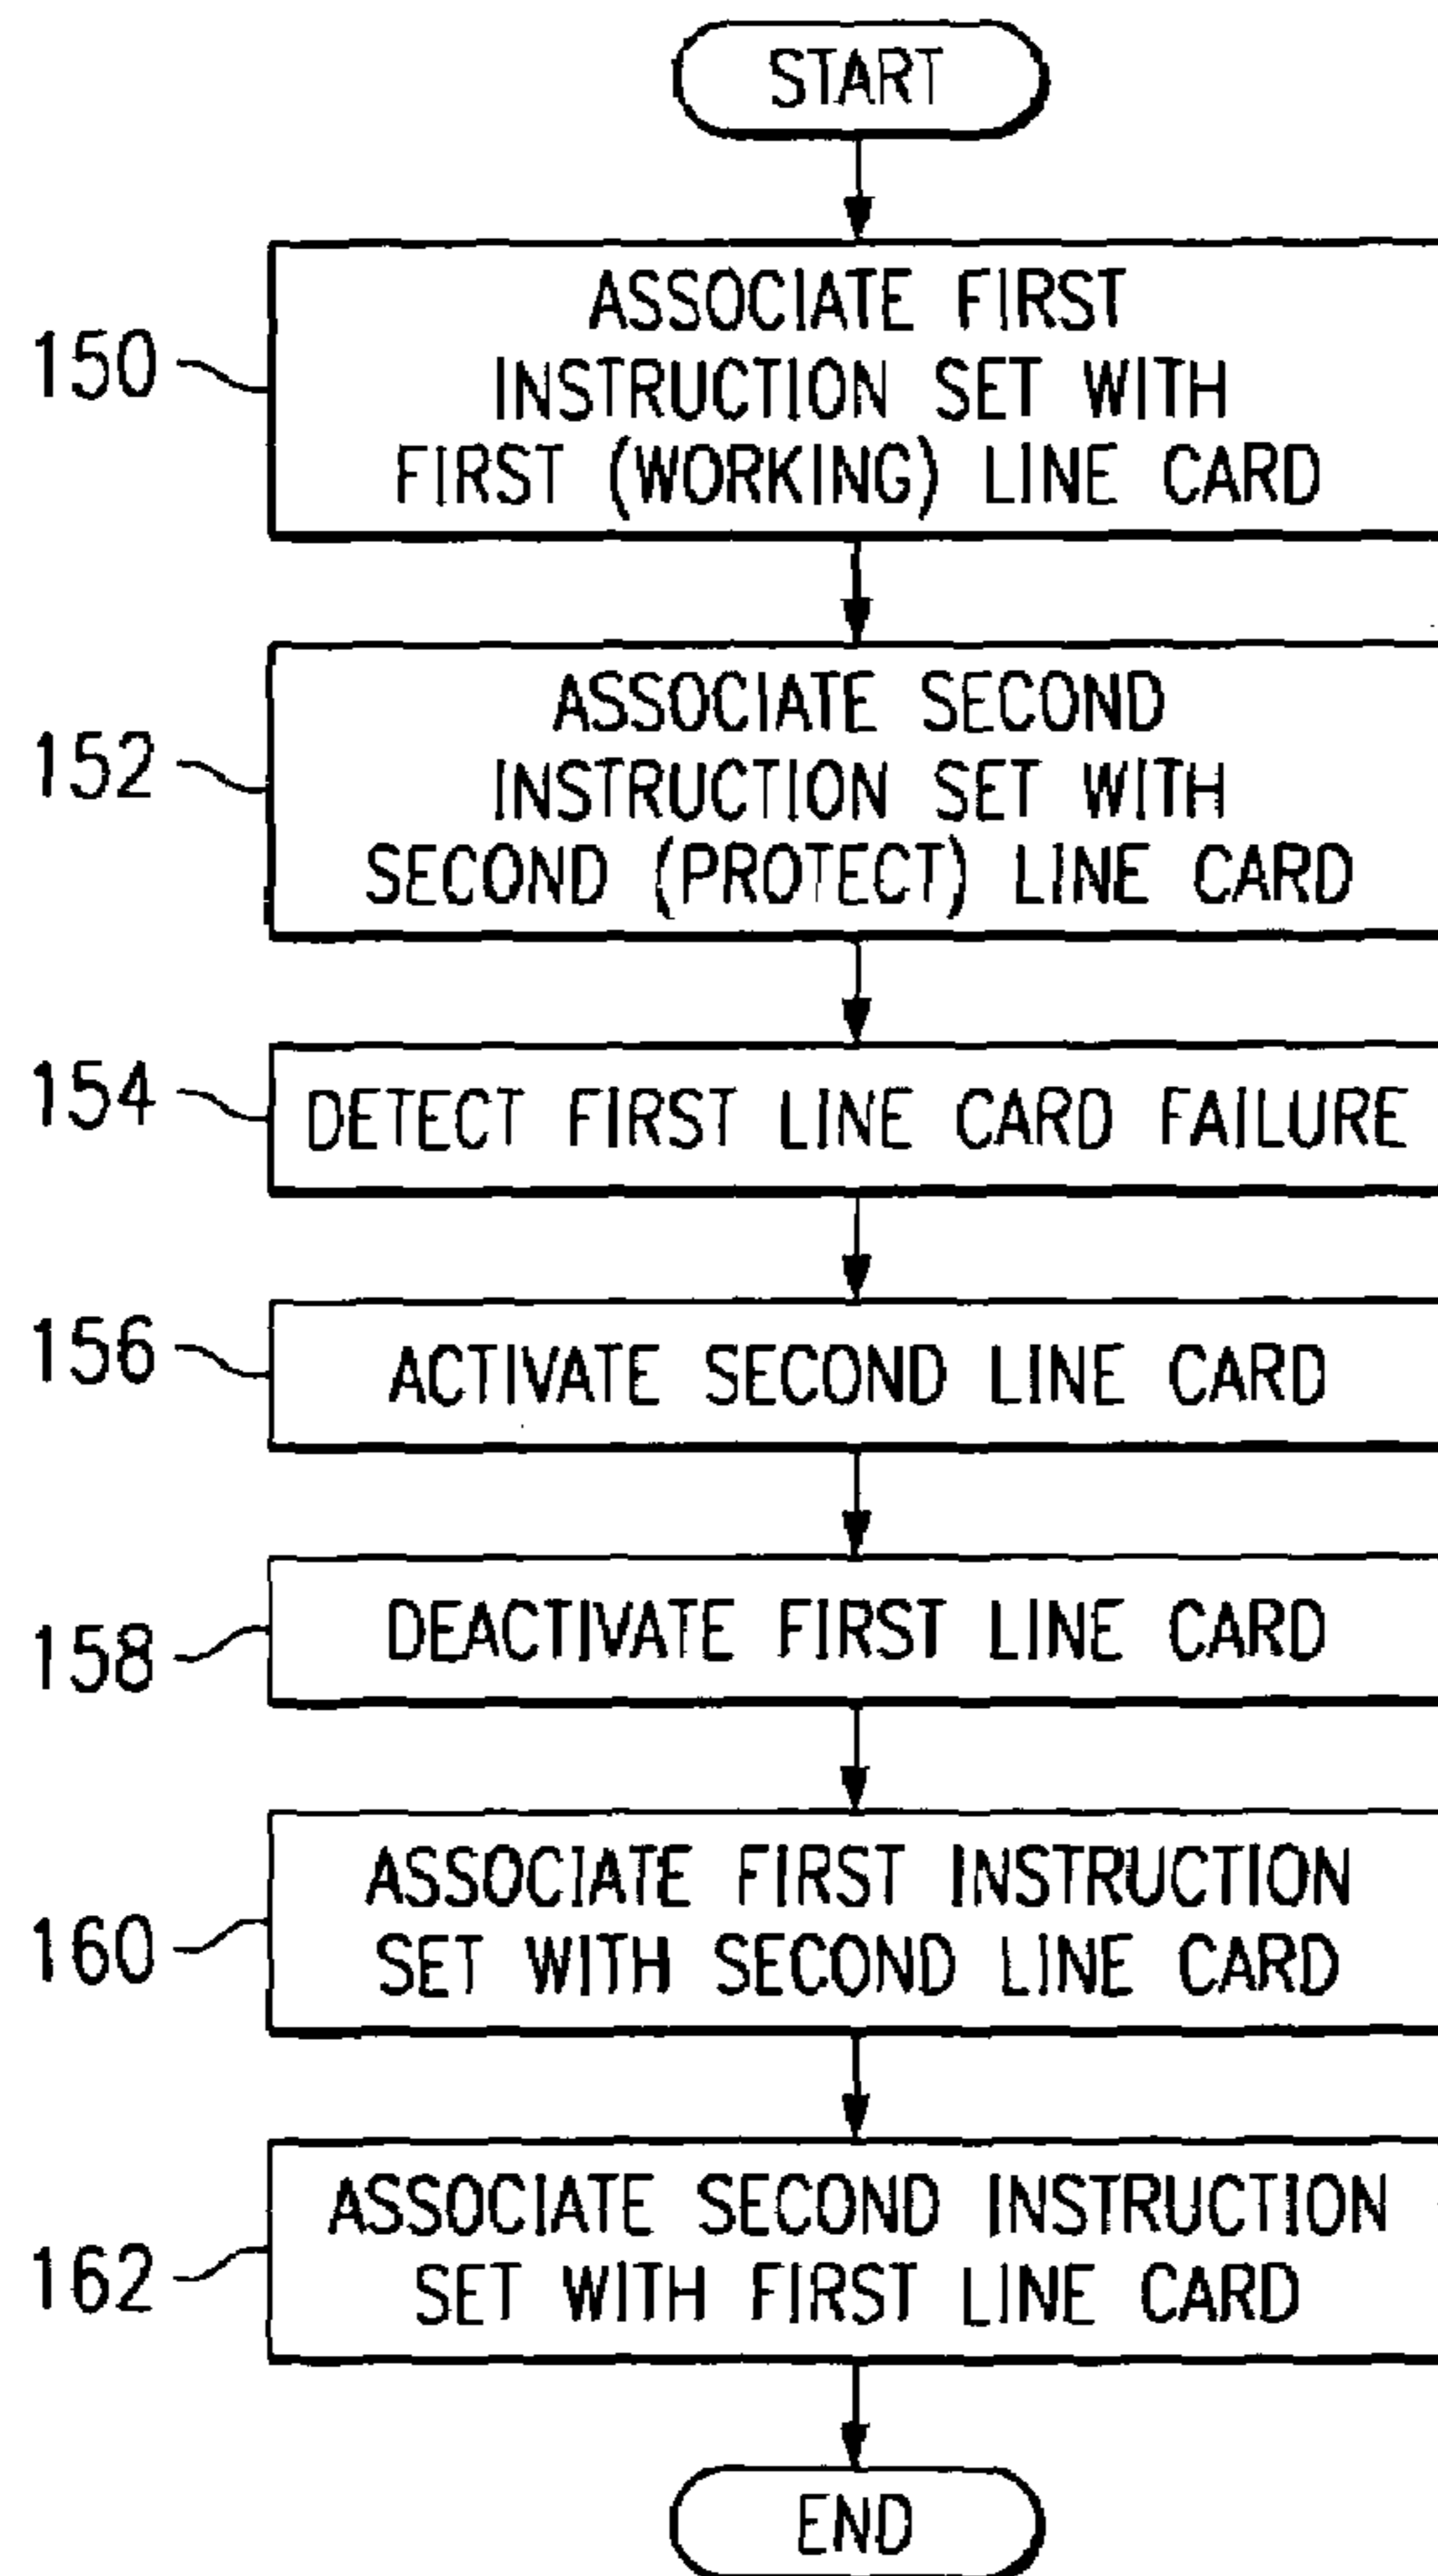 START
150
ASSOCIATE FIRST
INSTRUCTION SET WITH
FIRST (WORKING) LINE CARD
152
ASSOCIATE SECOND
INSTRUCTION SET WITH
SECOND (PROTECT) LINE CARD
154
DETECT FIRST LINE CARD FAILURE
156
ACTIVATE SECOND LINE CARD
158
DEACTIVATE FIRST LINE CARD
160
ASSOCIATE FIRST INSTRUCTION
SET WITH SECOND LINE CARD
162
ASSOCIATE SECOND INSTRUCTION
SET WITH FIRST LINE CARD
END